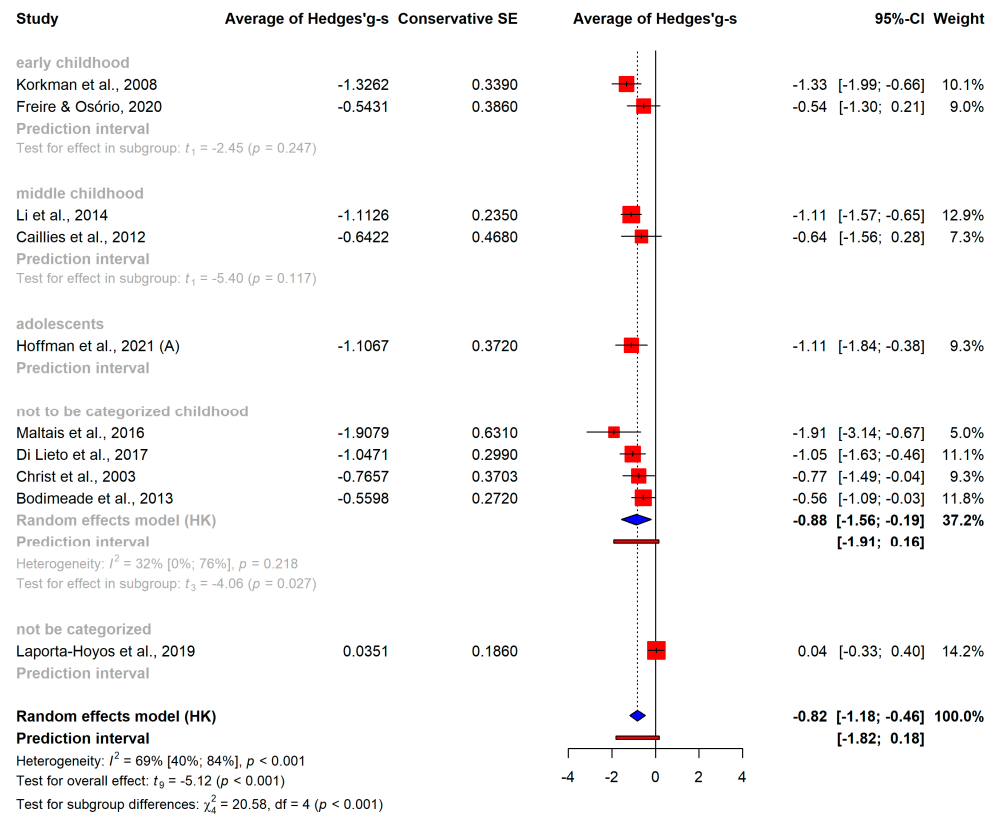 Study Average of Hedges'g-s Conservative SE Average of Hedges'g-s 95%-CI Weight
early childhood
Korkman et al., 2008 -1.3262 0.3390 -1.33 [-1.99; -0.66] 10.1%
Freire & Osório, 2020 -0.5431 0.3860 -0.54 [-1.30; 0.21] 9.0%
Prediction interval
Test for effect in subgroup: t1 = -2.45 (p = 0.247)
middle childhood
Li et al., 2014 -1.1126 0.2350 -1.11 [-1.57; -0.65] 12.9%
Caillies et al., 2012 -0.6422 0.4680 -0.64 [-1.56; 0.28] 7.3%
Prediction interval
Test for effect in subgroup: t1 = -5.40 (p = 0.117)
adolescents
Hoffman et al., 2021 (A) -1.1067 0.3720 -1.11 [-1.84; -0.38] 9.3%
Prediction interval
not to be categorized childhood
Maltais et al., 2016 -1.9079 0.6310 -1.91 [-3.14; -0.67] 5.0%
Di Lieto et al., 2017 -1.0471 0.2990 -1.05 [-1.63; -0.46] 11.1%
Christ et al., 2003 -0.7657 0.3703 -0.77 [-1.49; -0.04] 9.3%
Bodimeade et al., 2013 -0.5598 0.2720 -0.56 [-1.09; -0.03] 11.8%
Random effects model (HK) -0.88 [-1.56; -0.19] 37.2%
Prediction interval [-1.91; 0.16]
Heterogeneity: I² = 32% [0%; 76%], p = 0.218
Test for effect in subgroup: t3 = -4.06 (p = 0.027)
not be categorized
Laporta-Hoyos et al., 2019 0.0351 0.1860 0.04 [-0.33; 0.40] 14.2%
Prediction interval
Random effects model (HK) -0.82 [-1.18; -0.46] 100.0%
Prediction interval [-1.82; 0.18]
Heterogeneity: I² = 69% [40%; 84%], p < 0.001
-4 -2 0 2 4
Test for overall effect: t9 = -5.12 (p < 0.001)
Test for subgroup differences: χ²4 = 20.58, df = 4 (p < 0.001)